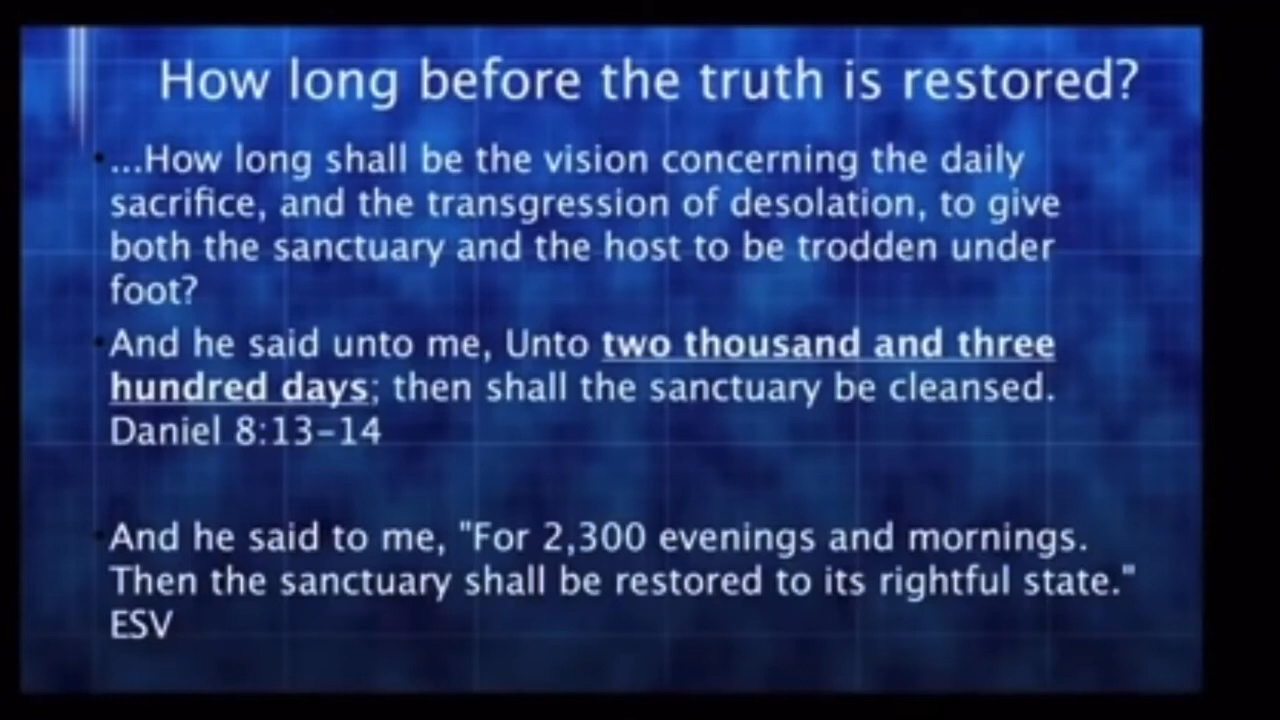 How long before the truth is restored?
...How long shall be the vision concerning the daily
sacrifice, and the transgression of desolation, to give
both the sanctuary and the host to be trodden under
foot?
And he said unto me, Unto two thousand and three
hundred days; then shall the sanctuary be cleansed.
Daniel 8:13-14
And he said to me, "For 2,300 evenings and mornings.
Then the sanctuary shall be restored to its rightful state."
ESV